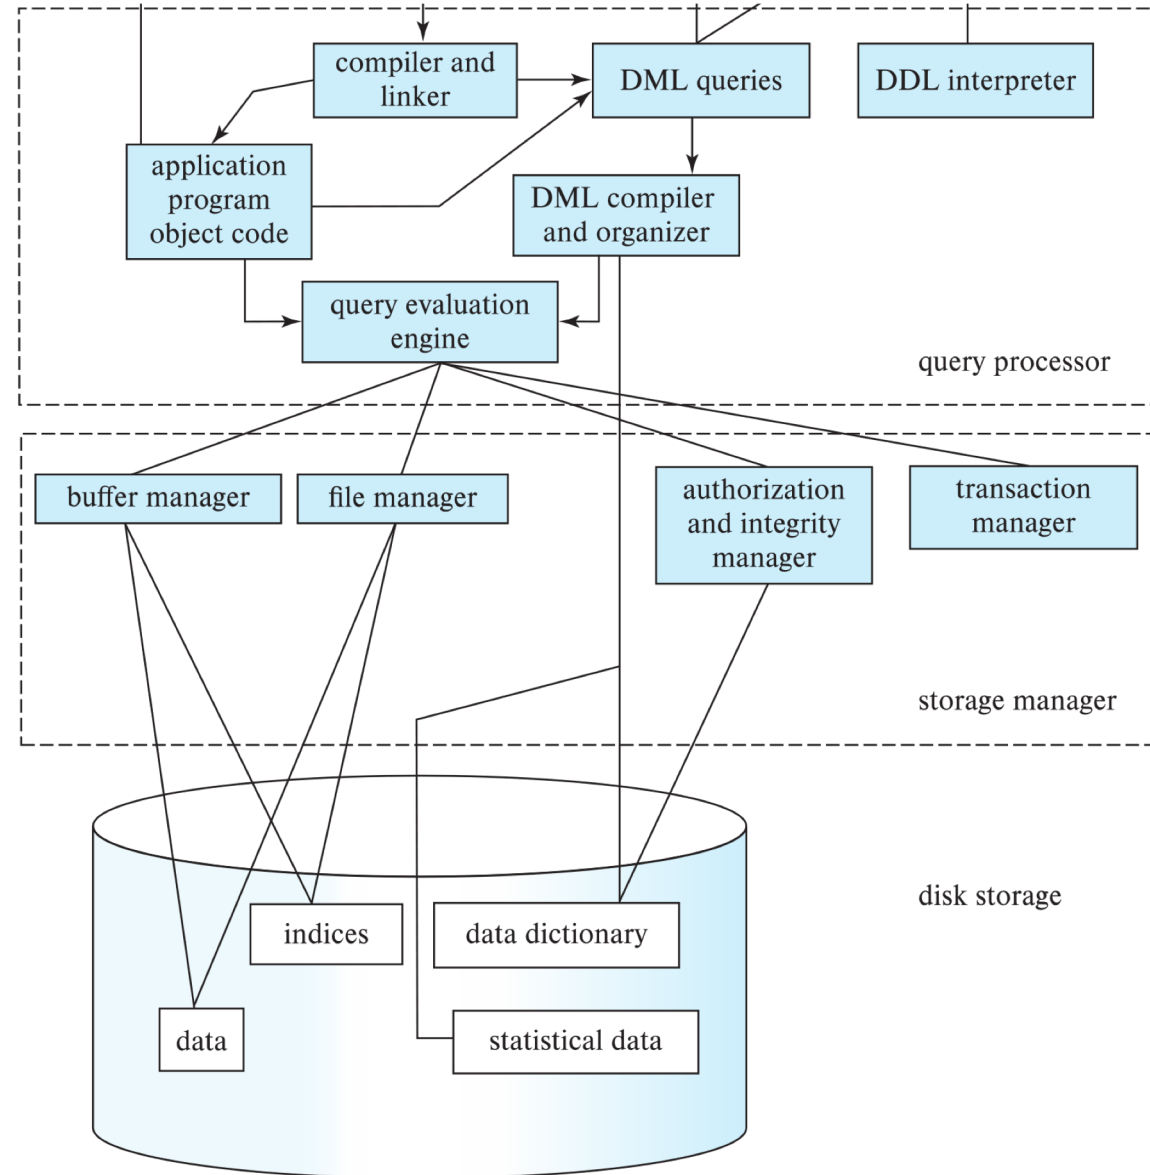 compiler and
linker
DML queries
DDL interpreter
application
program
object code
DML compiler
and organizer
query evaluation
engine
query processor
buffer manager
file manager
authorization
and integrity
manager
transaction
manager
storage manager
disk storage
indices
data dictionary
data
statistical data